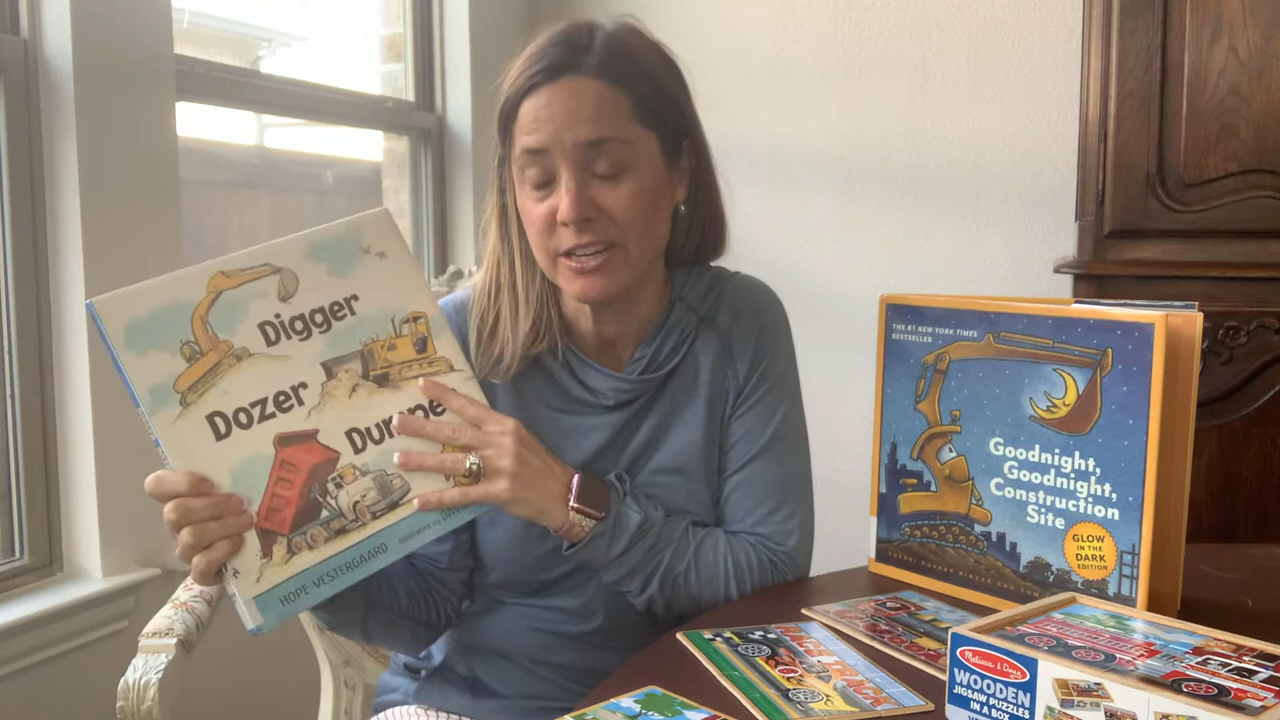 Digger
Dozer
HOPE VESTERGAARD
THE #1 NEW YORK TIMES
BESTSELLER
Goodnight,
Goodnight,
Construction
Site
GLOW
IN THE
DARK
EDITION
Melissa & Doug
WOODEN
JIGSAW PUZZLES
IN A BOX